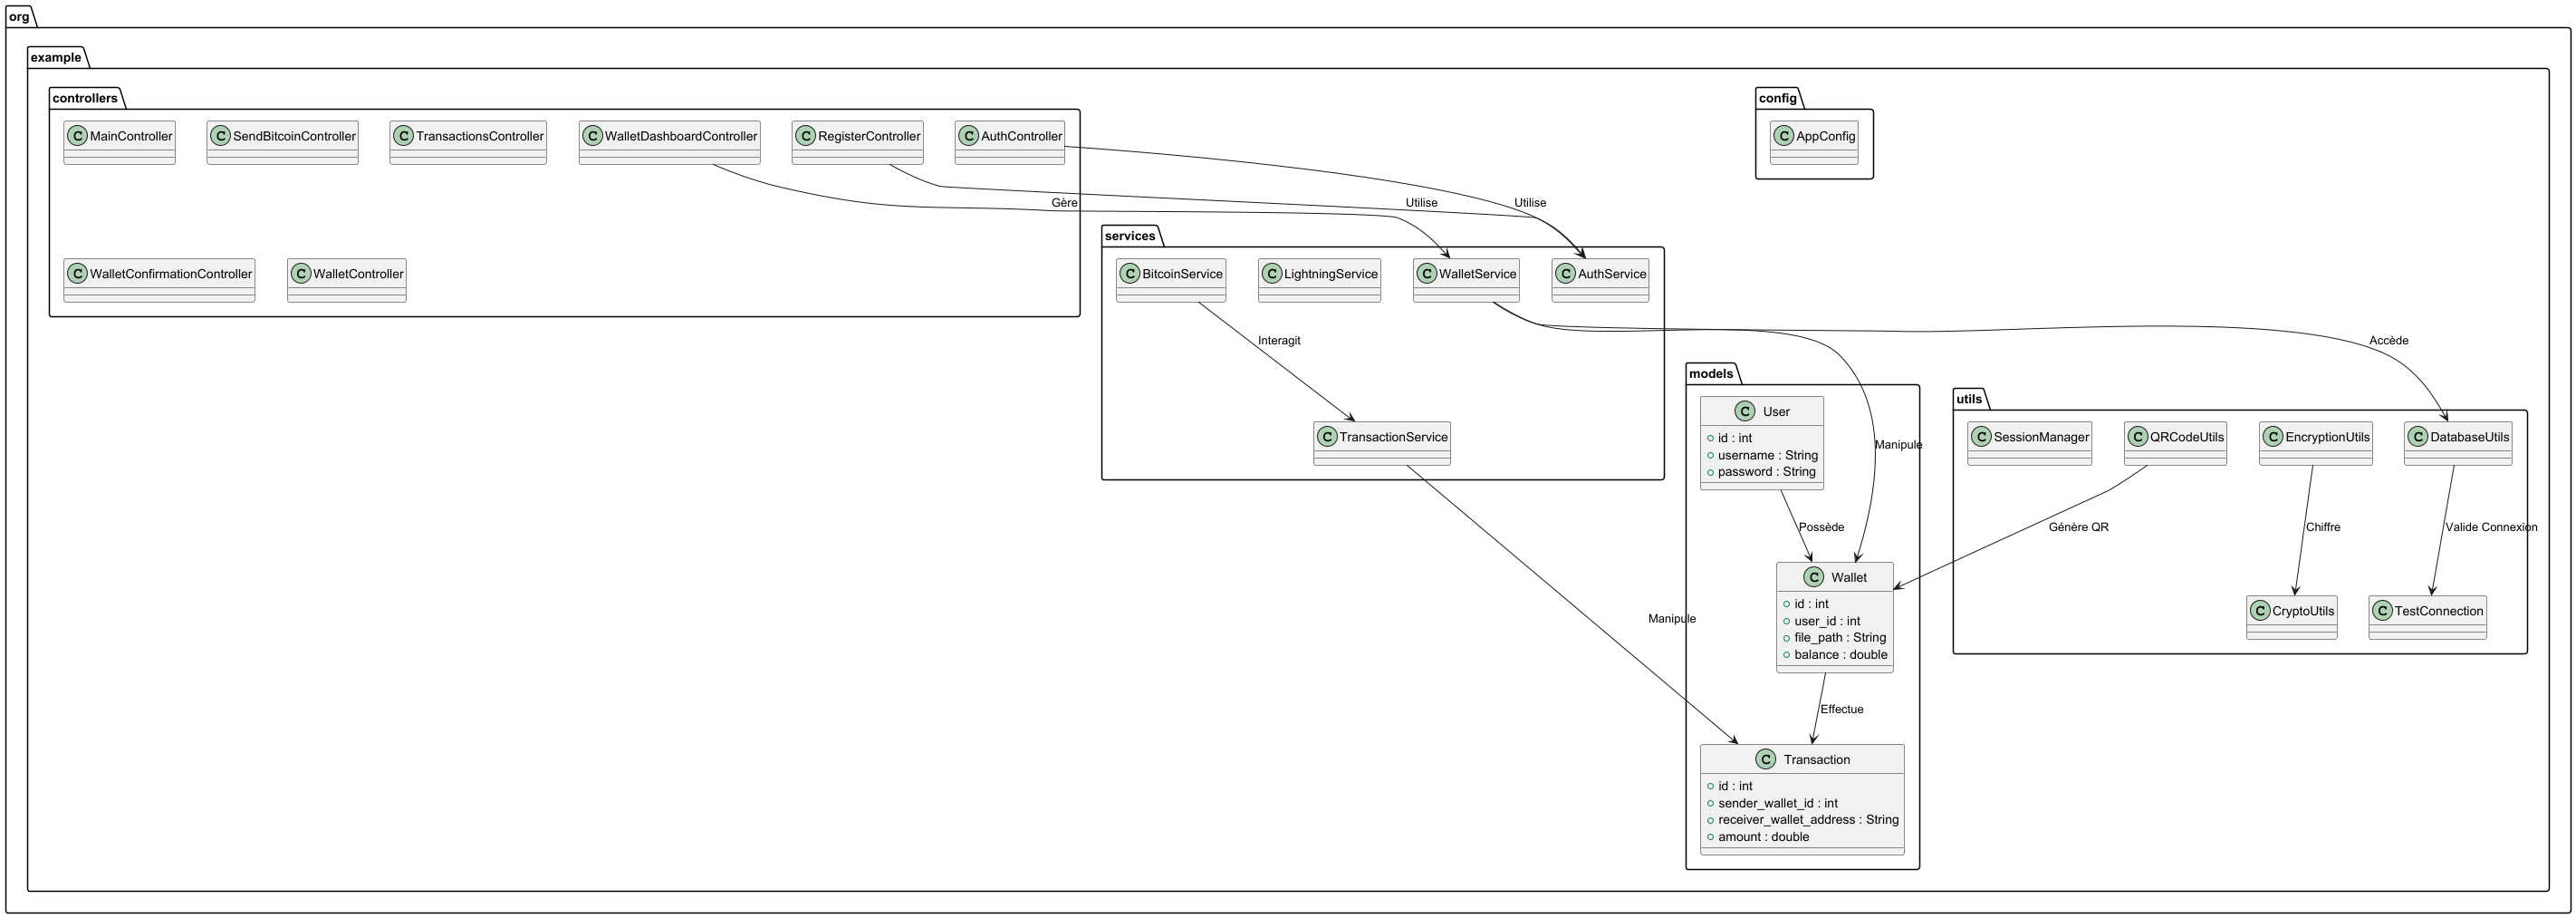 org
example
controllers
config
C MainController
C SendBitcoinController
C TransactionsController
C WalletDashboardController
C RegisterController
C AuthController
C AppConfig
Gère
Utilise
Utilise
services
C WalletConfirmationController
C WalletController
C BitcoinService
C LightningService
C WalletService
C AuthService
Interagit
Accède
models
utils
C User
id : int
username : String
password : String
C TransactionService
Manipule
C SessionManager
C QRCodeUtils
C EncryptionUtils
C DatabaseUtils
Possède
Génère QR
Chiffre
Valide Connexion
C Wallet
id : int
user_id : int
file_path : String
balance : double
C CryptoUtils
C TestConnection
Manipule
Effectue
C Transaction
id : int
sender_wallet_id : int
receiver_wallet_address : String
amount : double